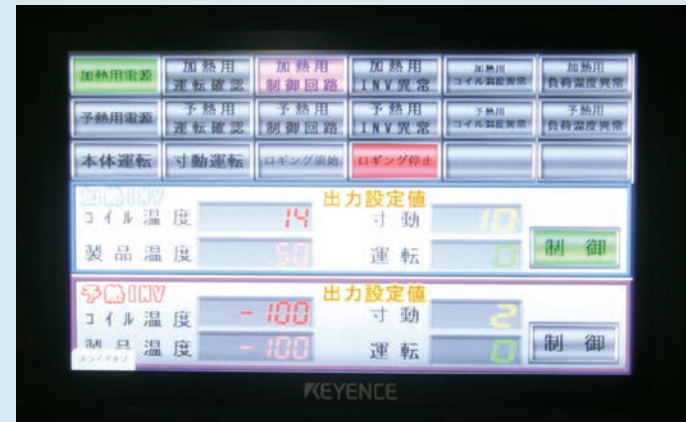 加熱用電源 加熱用運転確認 加熱用制御回路 加熱用INV異常 加熱用コイル温度異常 加熱用負荷温度異常
予熱用電源 予熱用運転確認 予熱用制御回路 予熱用INV異常 予熱用コイル温度異常 予熱用負荷温度異常
本体運転 寸動運転 ロギング開始 ロギング停止
加熱INV 出力設定値
コイル温度 14 寸動 10
製品温度 50 運転 0 制御
予熱INV 出力設定値
コイル温度 -100 寸動 2
製品温度 -100 運転 0 制御
KEYENCE